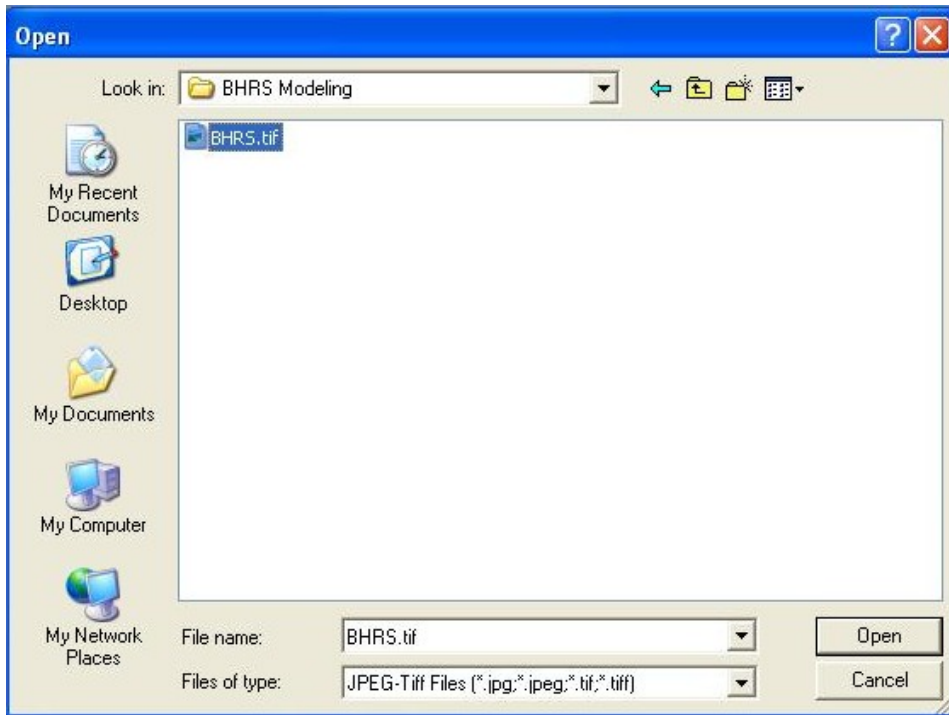 Open
Look in: BHRS Modeling
BHRS.tif
My Recent
Documents
Desktop
My Documents
My Computer
My Network
Places
File name: BHRS.tif Open
Files of type: JPEG-Tiff Files (*.jpg;*.jpeg;*.tif;*.tiff) Cancel